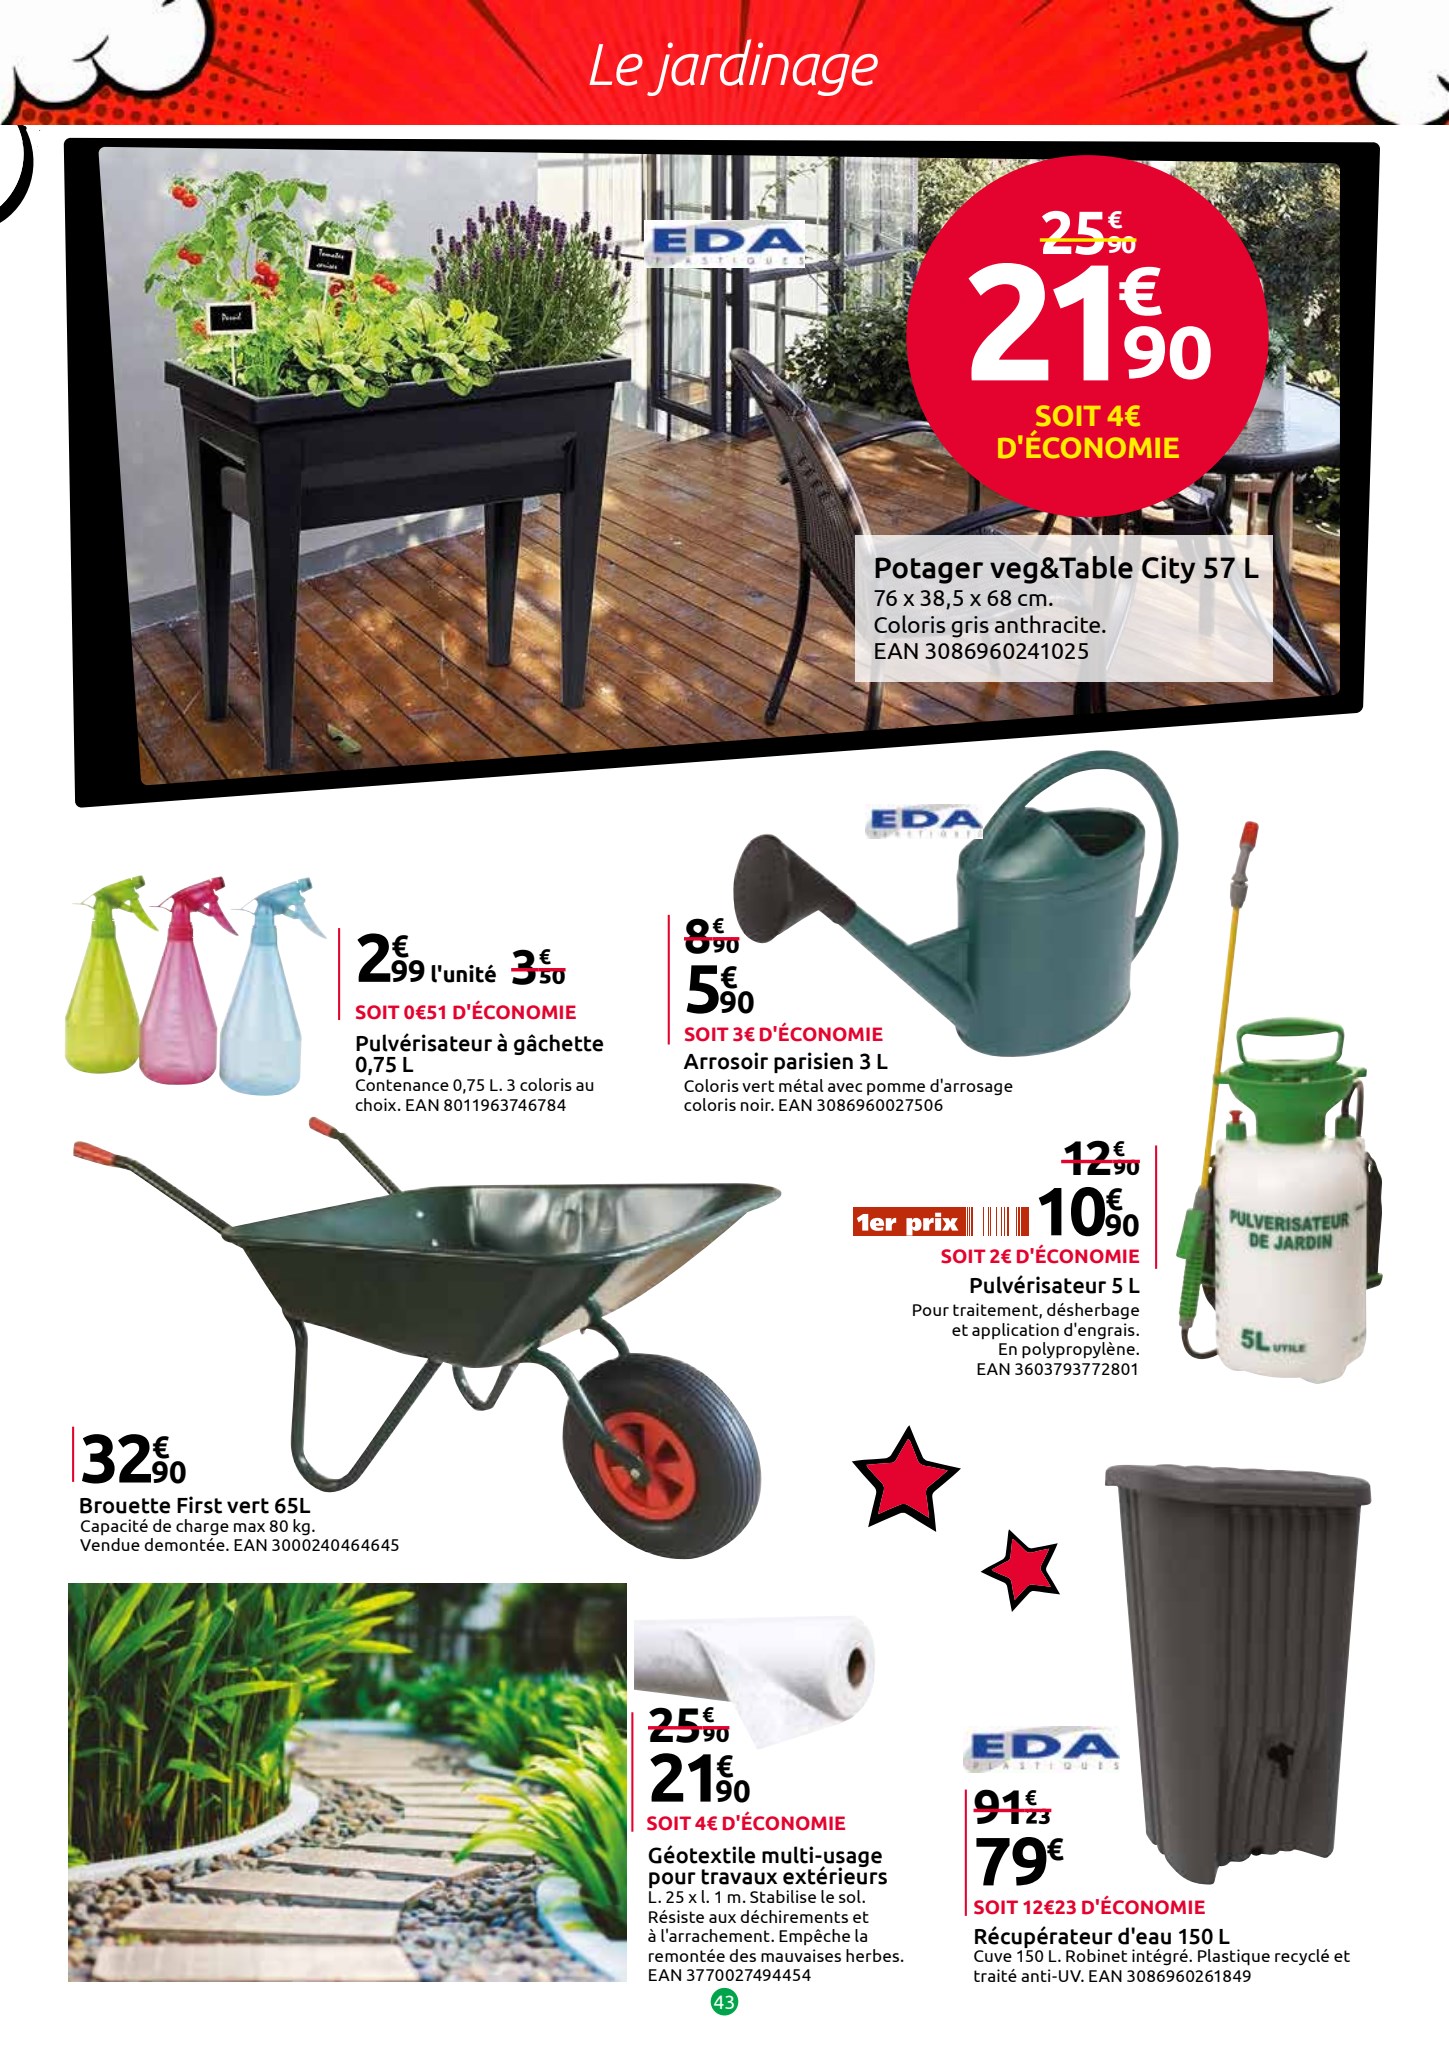 Le jardinage
EDA
PLASTIQUES
25€90
21€90
SOIT 4€
D'ÉCONOMIE
Potager veg&Table City 57 L
76 x 38,5 x 68 cm.
Coloris gris anthracite.
EAN 3086960241025
Tomates
cerises
Persil
EDA
PLASTIQUES
2€99 l'unité 3€50
SOIT 0€51 D'ÉCONOMIE
Pulvérisateur à gâchette
0,75 L
Contenance 0,75 L. 3 coloris au
choix. EAN 8011963746784
8€90
5€90
SOIT 3€ D'ÉCONOMIE
Arrosoir parisien 3 L
Coloris vert métal avec pomme d'arrosage
coloris noir. EAN 3086960027506
12€90
1er prix 10€90
SOIT 2€ D'ÉCONOMIE
Pulvérisateur 5 L
Pour traitement, désherbage
et application d'engrais.
En polypropylène.
EAN 3603793772801
PULVERISATEUR
DE JARDIN
5L UTILE
32€90
Brouette First vert 65L
Capacité de charge max 80 kg.
Vendue demontée. EAN 3000240464645
25€90
21€90
SOIT 4€ D'ÉCONOMIE
Géotextile multi-usage
pour travaux extérieurs
L. 25 x l. 1 m. Stabilise le sol.
Résiste aux déchirements et
à l'arrachement. Empêche la
remontée des mauvaises herbes.
EAN 3770027494454
EDA
PLASTIQUES
91€23
79€
SOIT 12€23 D'ÉCONOMIE
Récupérateur d'eau 150 L
Cuve 150 L. Robinet intégré. Plastique recyclé et
traité anti-UV. EAN 3086960261849
43